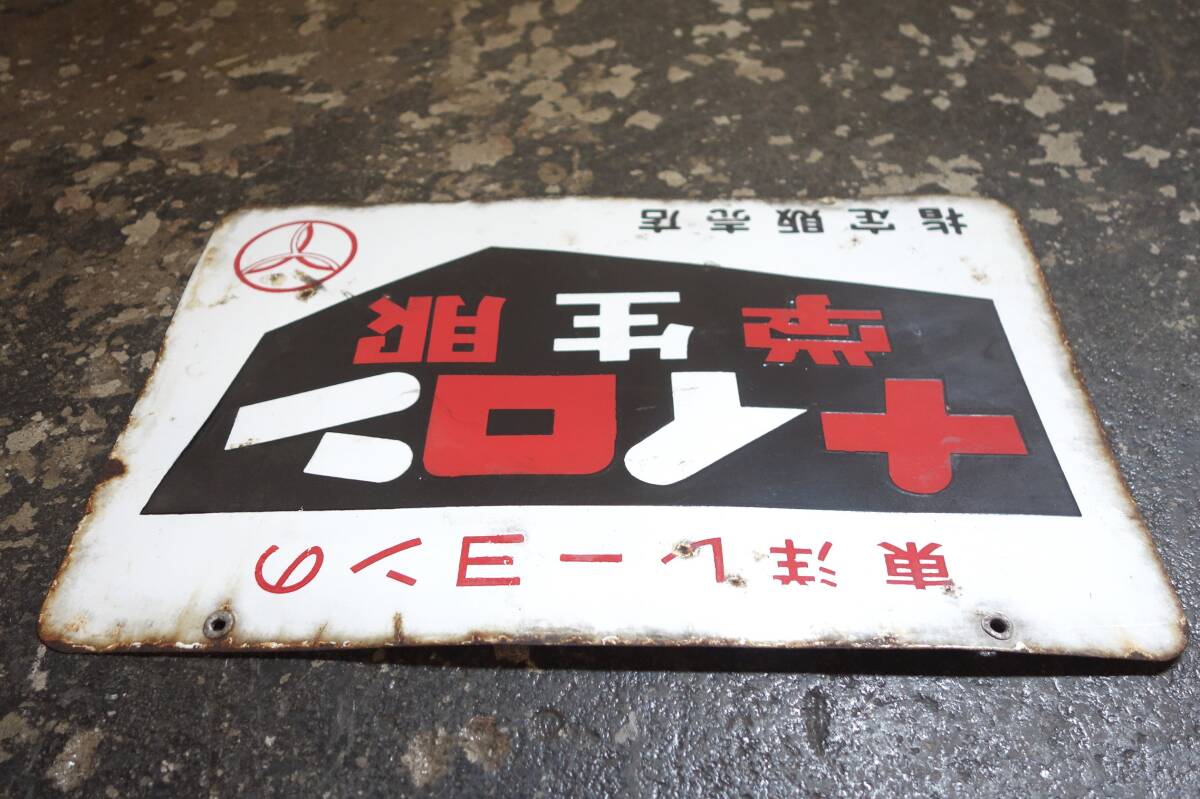 東洋レーヨンの
ナイロン
学生服
指定販売店